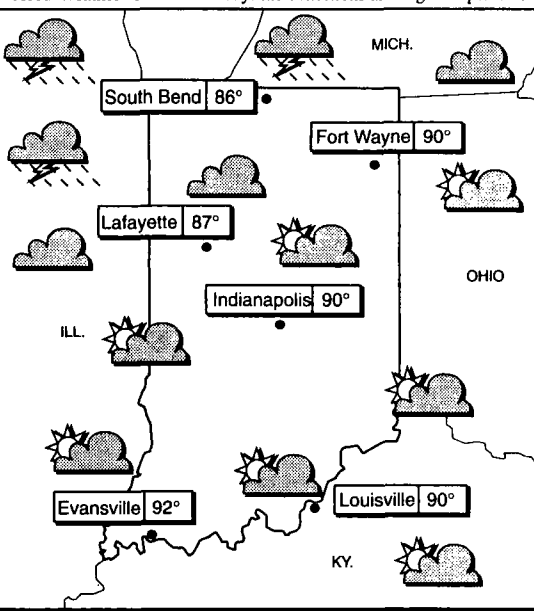 MICH.
South Bend 86°
Fort Wayne 90°
Lafayette 87°
OHIO
Indianapolis 90°
ILL.
Evansville 92°
Louisville 90°
KY.